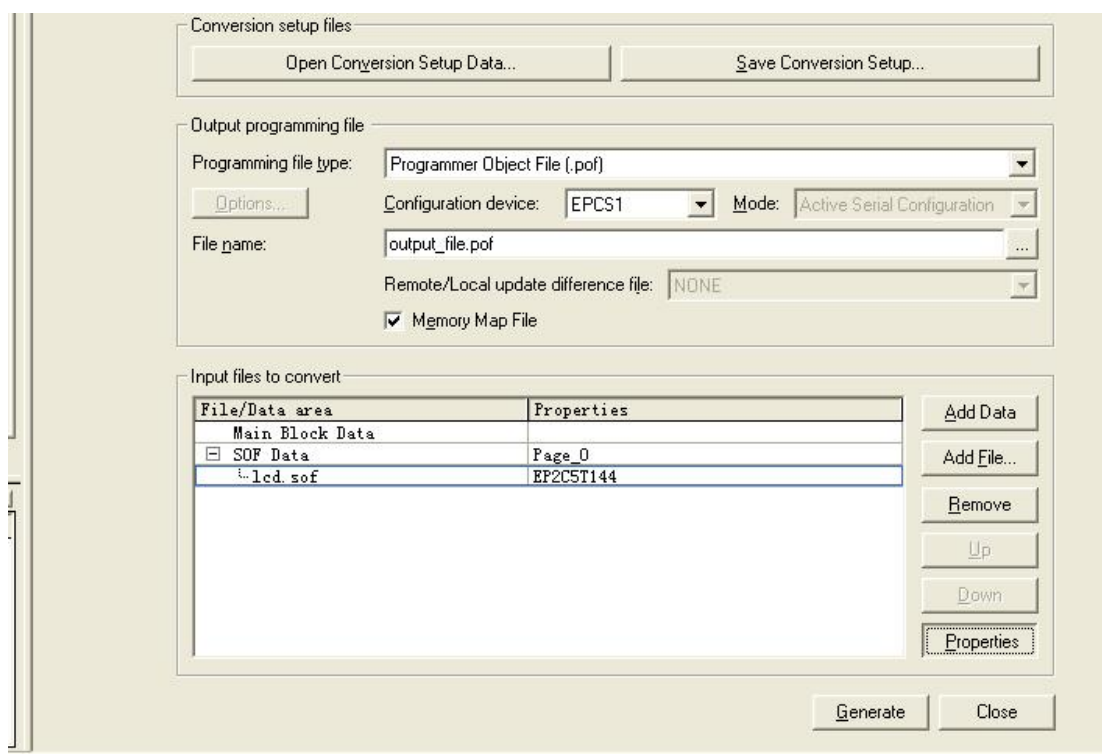 Conversion setup files
Open Conversion Setup Data...
Save Conversion Setup...
Output programming file
Programming file type:
Programmer Object File (.pof)
Options...
Configuration device:
EPCS1
Mode:
Active Serial Configuration
File name:
output_file.pof
...
Remote/Local update difference file:
NONE
Memory Map File
Input files to convert
File/Data area
Properties
Main Block Data
SOF Data
Page_0
lcd.sof
EP2C5T144
Add Data
Add File...
Remove
Up
Down
Properties
Generate
Close